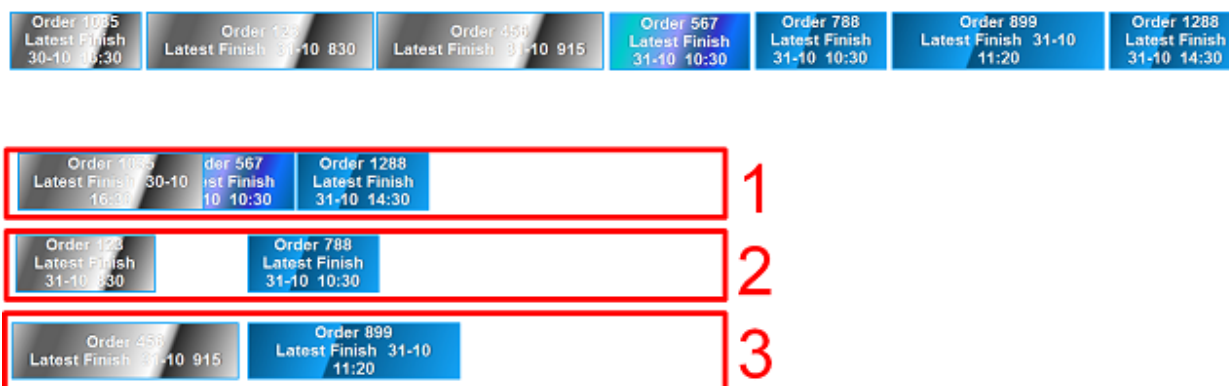 Order 1035
Latest Finish
30-10 16:30
Order 123
Latest Finish 31-10 830
Order 456
Latest Finish 31-10 915
Order 567
Latest Finish
31-10 10:30
Order 788
Latest Finish
31-10 10:30
Order 899
Latest Finish 31-10
11:20
Order 1288
Latest Finish
31-10 14:30
Order 1035
Latest Finish 30-10
16:30
der 567
est Finish
10 10:30
Order 1288
Latest Finish
31-10 14:30
1
Order 123
Latest Finish
31-10 830
Order 788
Latest Finish
31-10 10:30
2
Order 456
Latest Finish 31-10 915
Order 899
Latest Finish 31-10
11:20
3